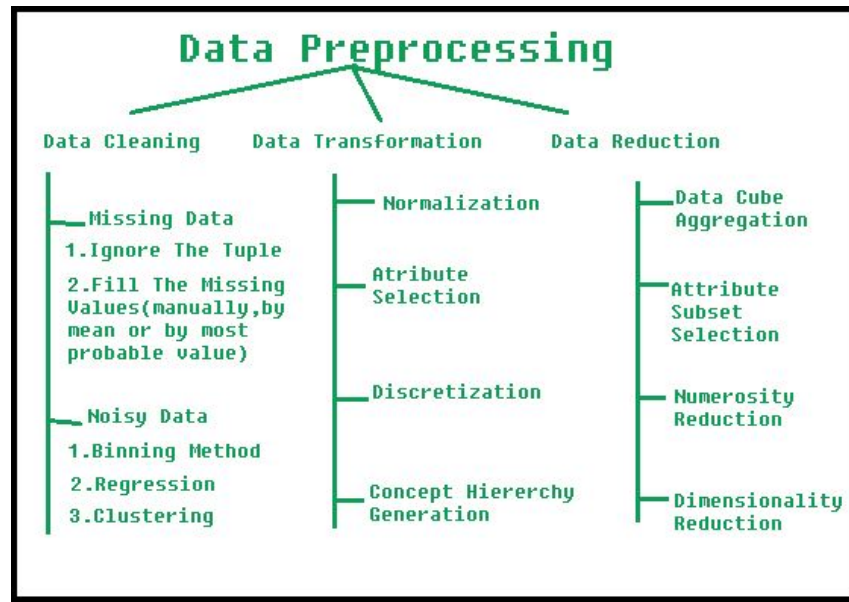 Data Preprocessing
Data Cleaning
Data Transformation
Data Reduction
Missing Data
1.Ignore The Tuple
2.Fill The Missing
Values(manually,by
mean or by most
probable value)
Noisy Data
1.Binning Method
2.Regression
3.Clustering
Normalization
Atribute
Selection
Discretization
Concept Hiererchy
Generation
Data Cube
Aggregation
Attribute
Subset
Selection
Numerosity
Reduction
Dimensionality
Reduction